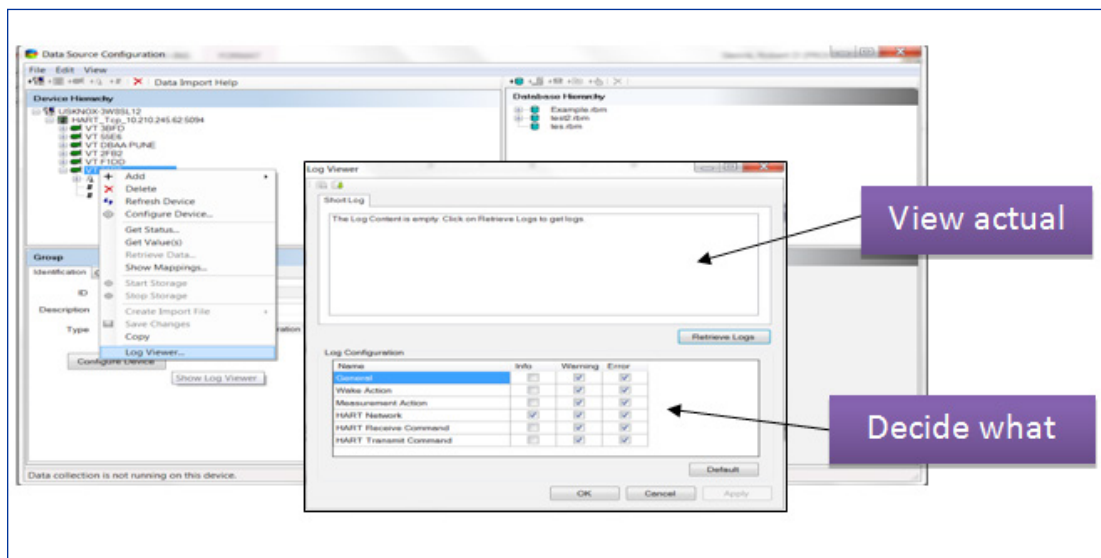 Data Source Configuration
File Edit View
Data Import Help
Device Hierarchy
USKNOX-3W85L12
HART_Top_10.210.245.62:5094
VT 3BFD
VT 55E6
VT DBAA PUNE
VT 2FB2
VT F1DD
VT
Database Hierarchy
Example.rbm
test2.rbm
tes.rbm
Add
Delete
Refresh Device
Configure Device...
Get Status...
Get Value(s)
Retrieve Data...
Show Mappings...
Start Storage
Stop Storage
Create Import File
Save Changes
Copy
Log Viewer...
Show Log Viewer
Group
Identification
ID
Description
Type
Configure Device
Data collection is not running on this device.
Log Viewer
Short Log
The Log Content is empty. Click on Retrieve Logs to get logs.
Retrieve Logs
Log Configuration
Name Info Warning Error
General
Wake Action
Measurement Action
HART Network
HART Receive Command
HART Transmit Command
Default
OK Cancel Apply
View actual
Decide what